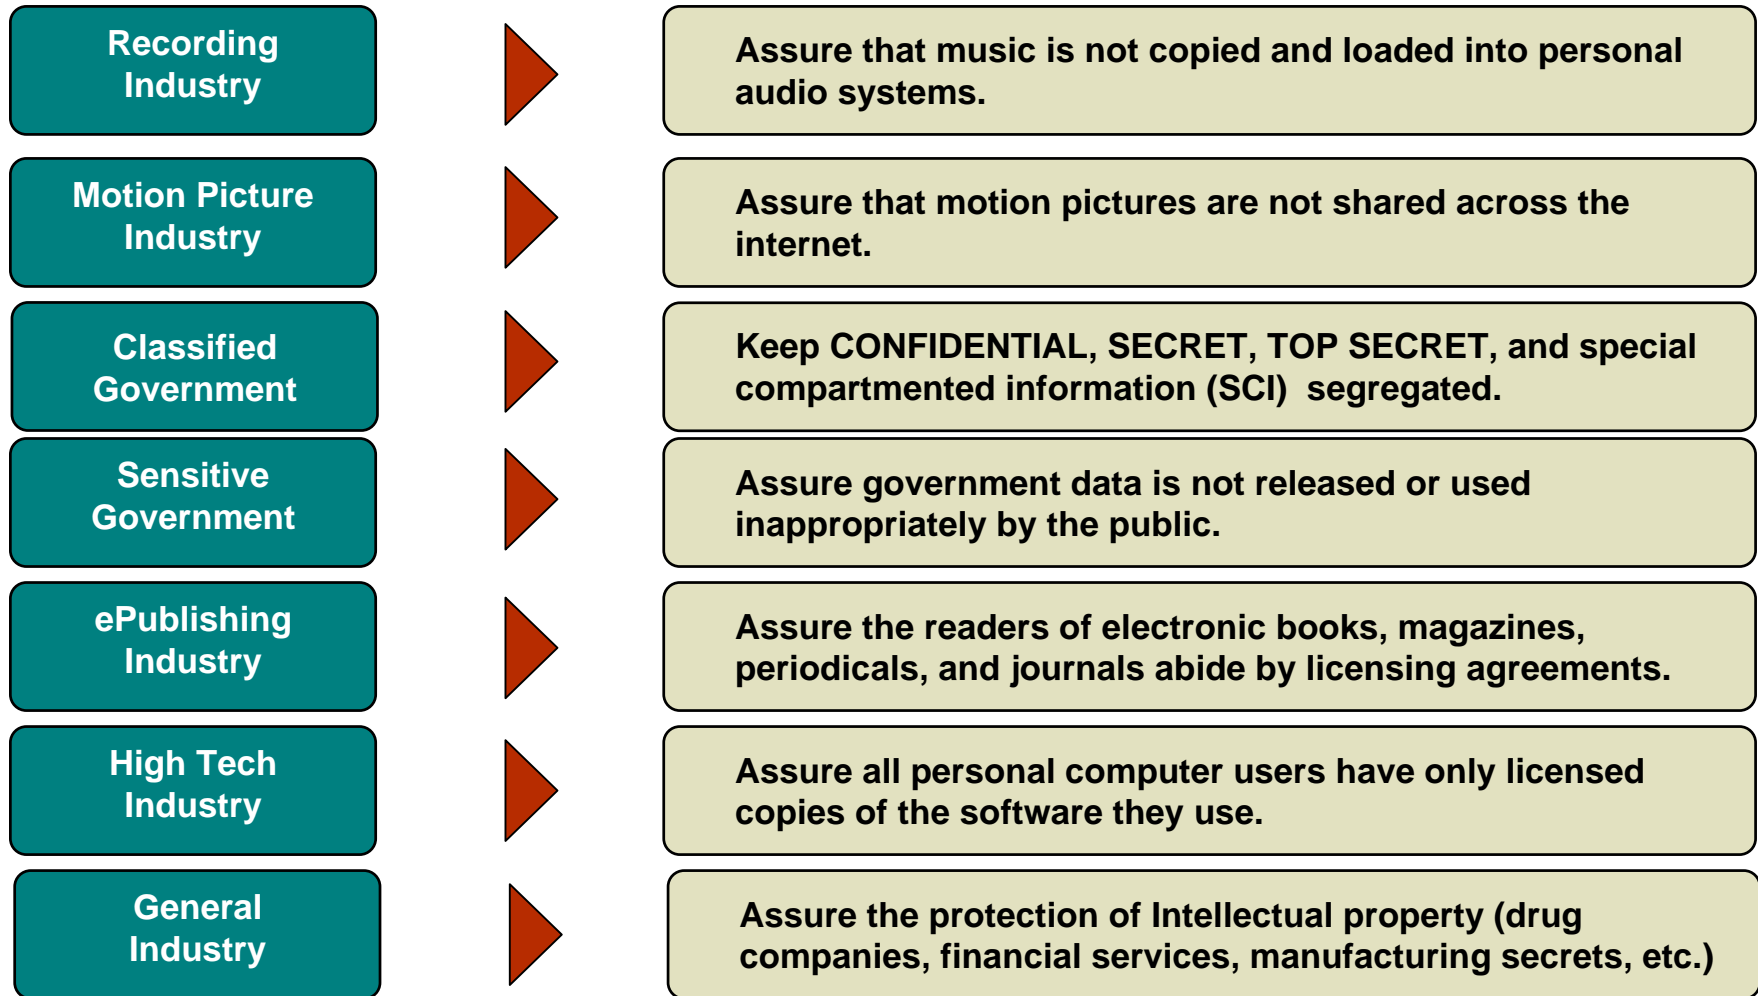 Recording
Industry
Assure that music is not copied and loaded into personal
audio systems.
Motion Picture
Industry
Assure that motion pictures are not shared across the
internet.
Classified
Government
Keep CONFIDENTIAL, SECRET, TOP SECRET, and special
compartmented information (SCI)  segregated.
Sensitive
Government
Assure government data is not released or used
inappropriately by the public.
ePublishing
Industry
Assure the readers of electronic books, magazines,
periodicals, and journals abide by licensing agreements.
High Tech
Industry
Assure all personal computer users have only licensed
copies of the software they use.
General
Industry
Assure the protection of Intellectual property (drug
companies, financial services, manufacturing secrets, etc.)